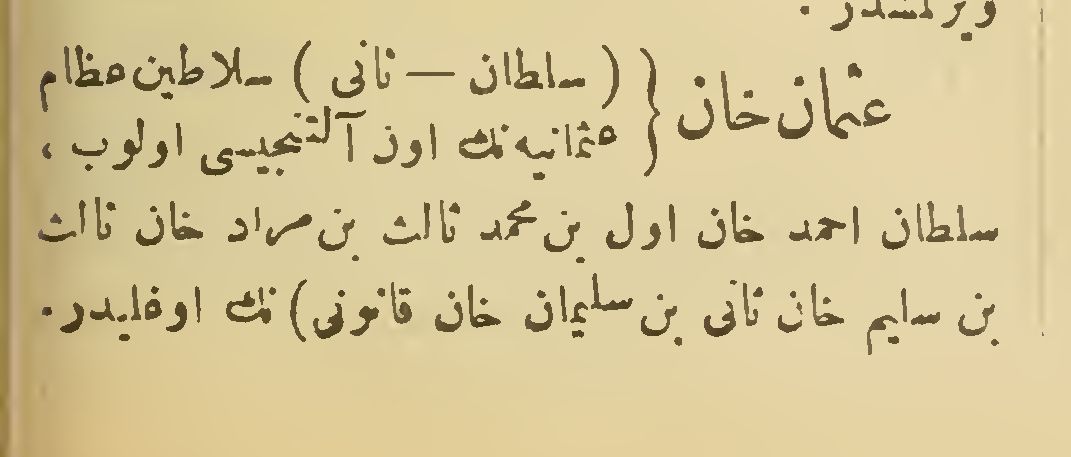 ویرلمشدر .
عثمان خان { ( سلطان — ثانی ) سلاطین عظام
عثمانیه نك اون آلتنجیسی اولوب ،
سلطان احمد خان اول بن محمد ثالث بن مراد خان ثالث
بن سلیم خان ثانی بن سلیمان خان قانونی) نك اوغلیدر.